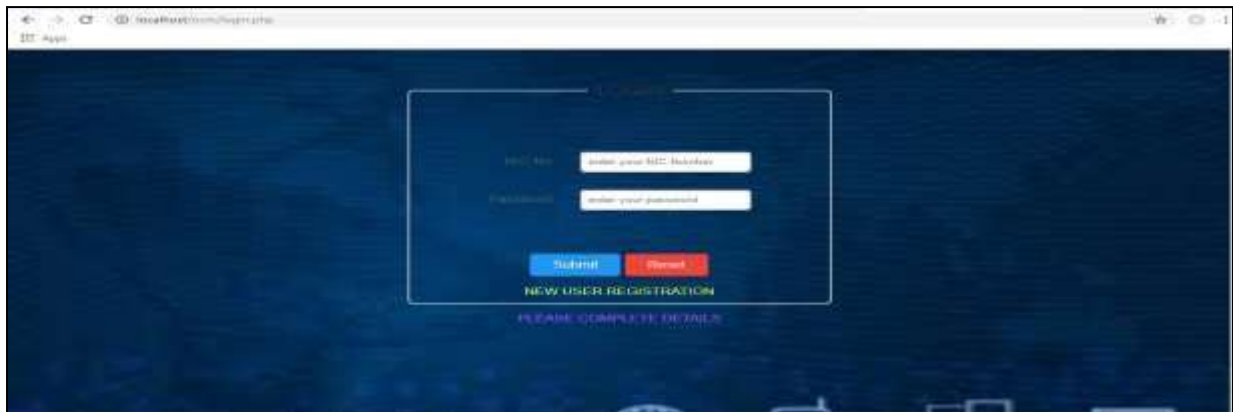 localhost/
Apps
NIC No
enter your NIC Number
Password
enter your password
Submit Reset
NEW USER REGISTRATION
PLEASE COMPLETE DETAILS